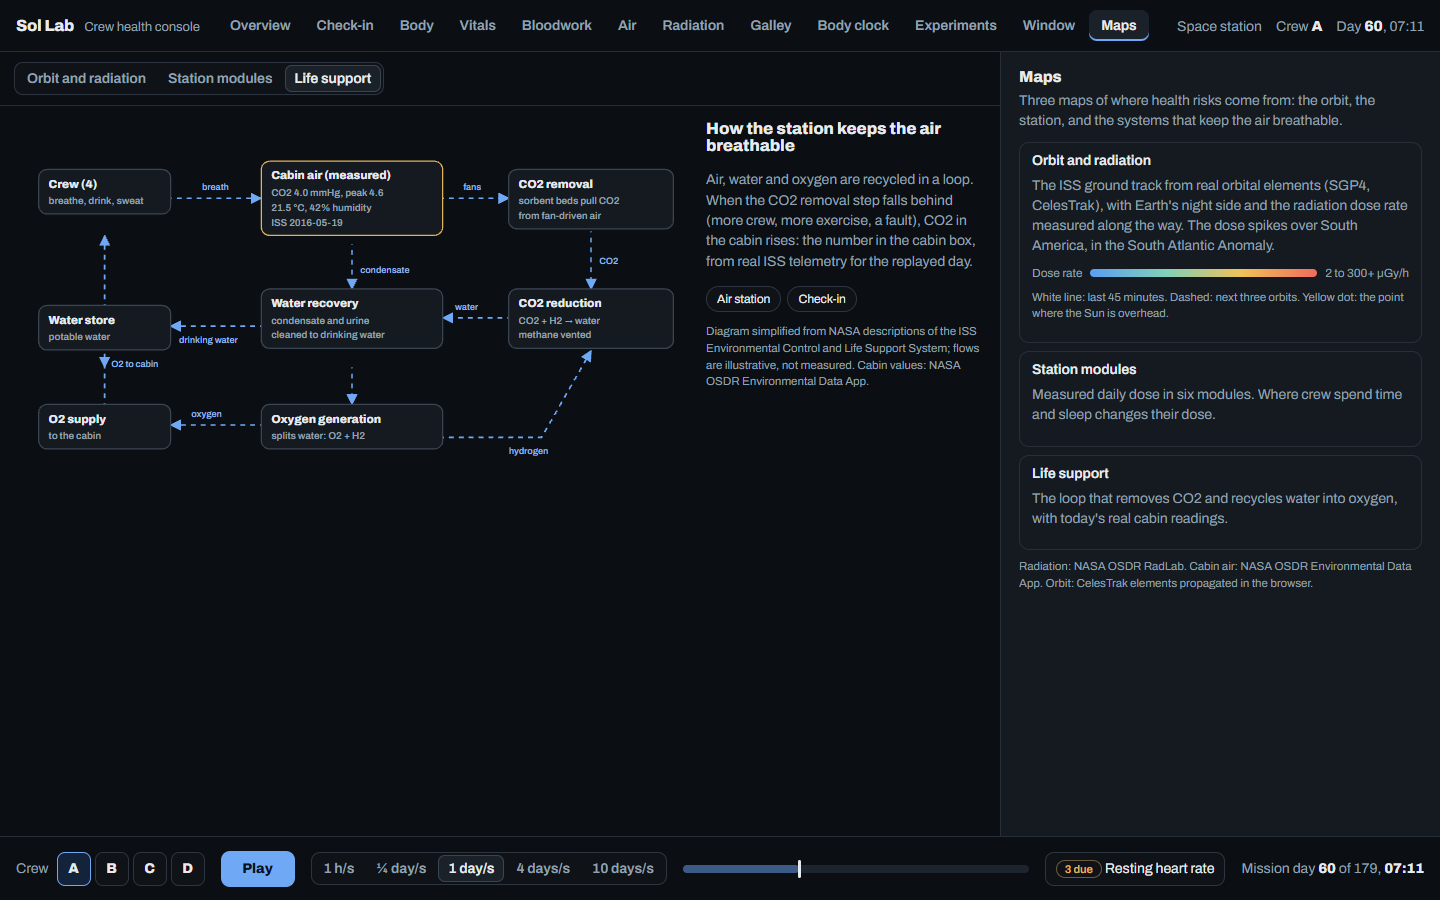 Sol Lab Crew health console Overview Check-in Body Vitals Bloodwork Air Radiation Galley Body clock Experiments Window Maps Space station Crew A Day 60, 07:11
Orbit and radiation Station modules Life support
Crew (4)
breathe, drink, sweat
breath
Cabin air (measured)
CO2 4.0 mmHg, peak 4.6
21.5 °C, 42% humidity
ISS 2016-05-19
fans
CO2 removal
sorbent beds pull CO2
from fan-driven air
condensate
CO2
Water store
potable water
drinking water
Water recovery
condensate and urine
cleaned to drinking water
water
CO2 reduction
CO2 + H2 → water
methane vented
O2 to cabin
O2 supply
to the cabin
oxygen
Oxygen generation
splits water: O2 + H2
hydrogen
How the station keeps the air
breathable
Air, water and oxygen are recycled in a loop.
When the CO2 removal step falls behind
(more crew, more exercise, a fault), CO2 in
the cabin rises: the number in the cabin box,
from real ISS telemetry for the replayed day.
Air station Check-in
Diagram simplified from NASA descriptions of the ISS
Environmental Control and Life Support System; flows
are illustrative, not measured. Cabin values: NASA
OSDR Environmental Data App.
Maps
Three maps of where health risks come from: the orbit, the
station, and the systems that keep the air breathable.
Orbit and radiation
The ISS ground track from real orbital elements (SGP4,
CelesTrak), with Earth's night side and the radiation dose rate
measured along the way. The dose spikes over South
America, in the South Atlantic Anomaly.
Dose rate 2 to 300+ µGy/h
White line: last 45 minutes. Dashed: next three orbits. Yellow dot: the point
where the Sun is overhead.
Station modules
Measured daily dose in six modules. Where crew spend time
and sleep changes their dose.
Life support
The loop that removes CO2 and recycles water into oxygen,
with today's real cabin readings.
Radiation: NASA OSDR RadLab. Cabin air: NASA OSDR Environmental Data
App. Orbit: CelesTrak elements propagated in the browser.
Crew A B C D Play 1 h/s ¼ day/s 1 day/s 4 days/s 10 days/s 3 due Resting heart rate Mission day 60 of 179, 07:11